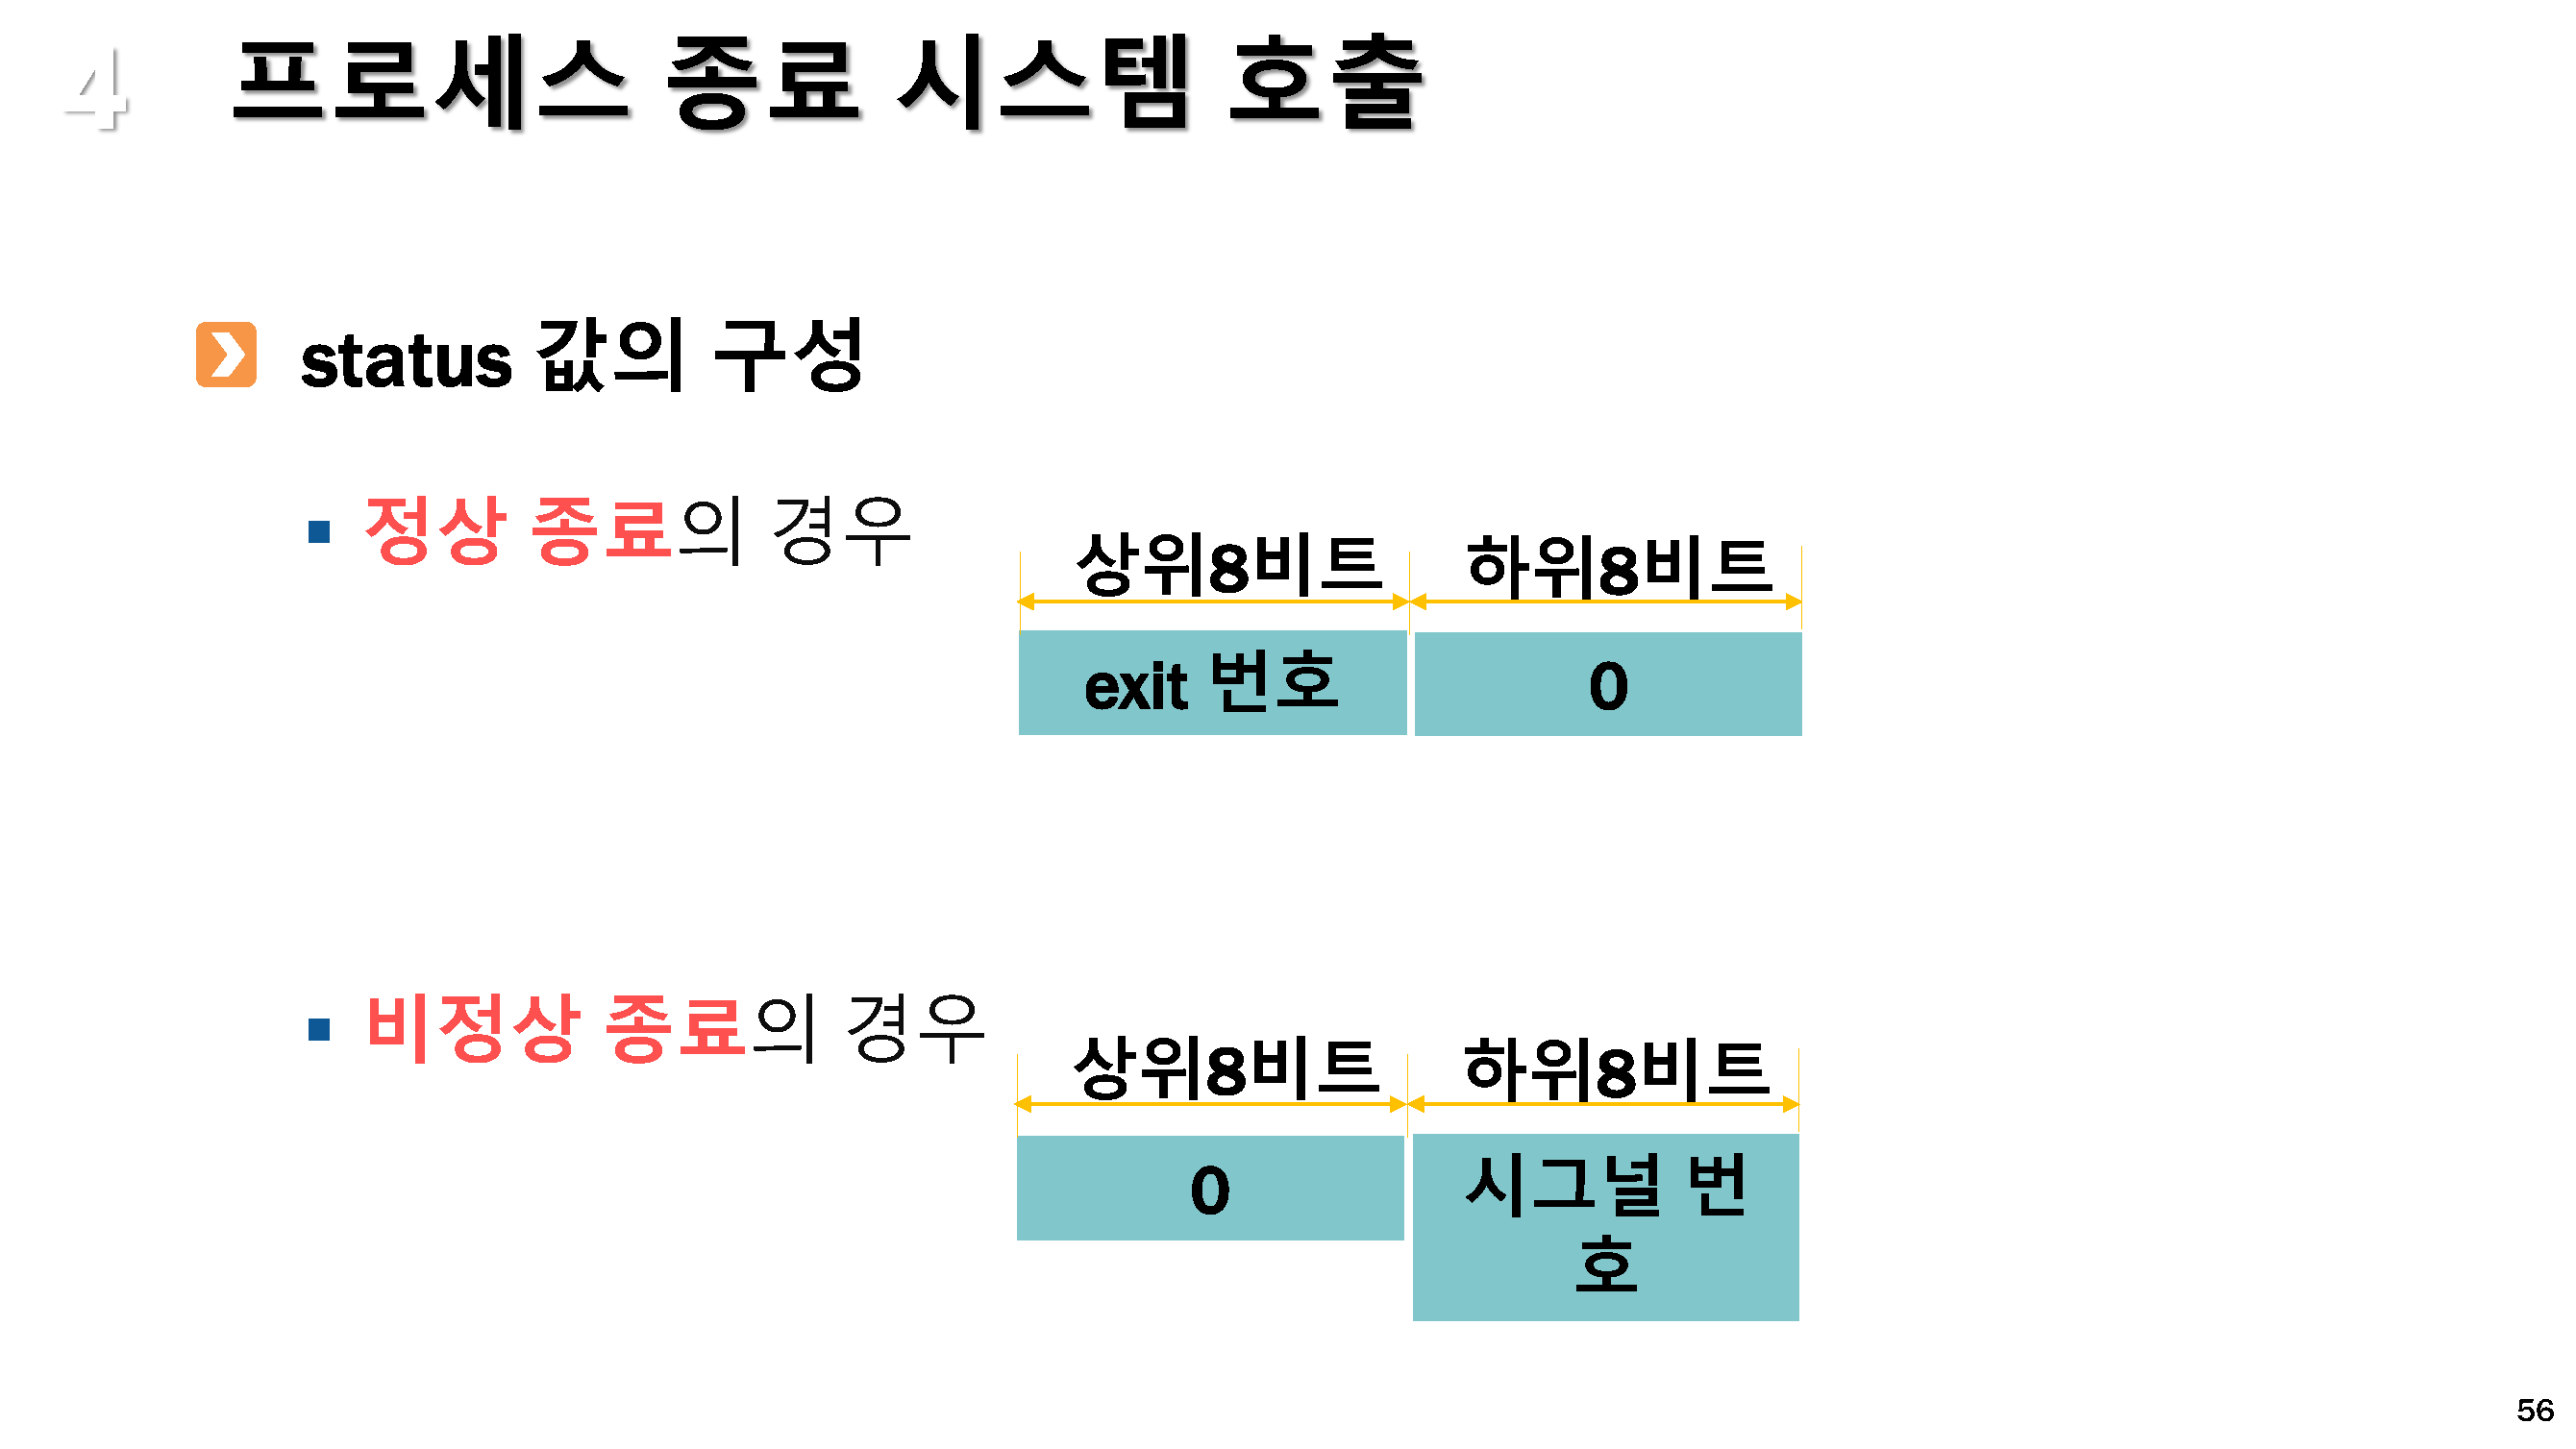 4 프로세스 종료 시스템 호출
status 값의 구성
정상 종료의 경우
상위8비트 하위8비트
exit 번호 0
비정상 종료의 경우
상위8비트 하위8비트
0 시그널 번
호
56